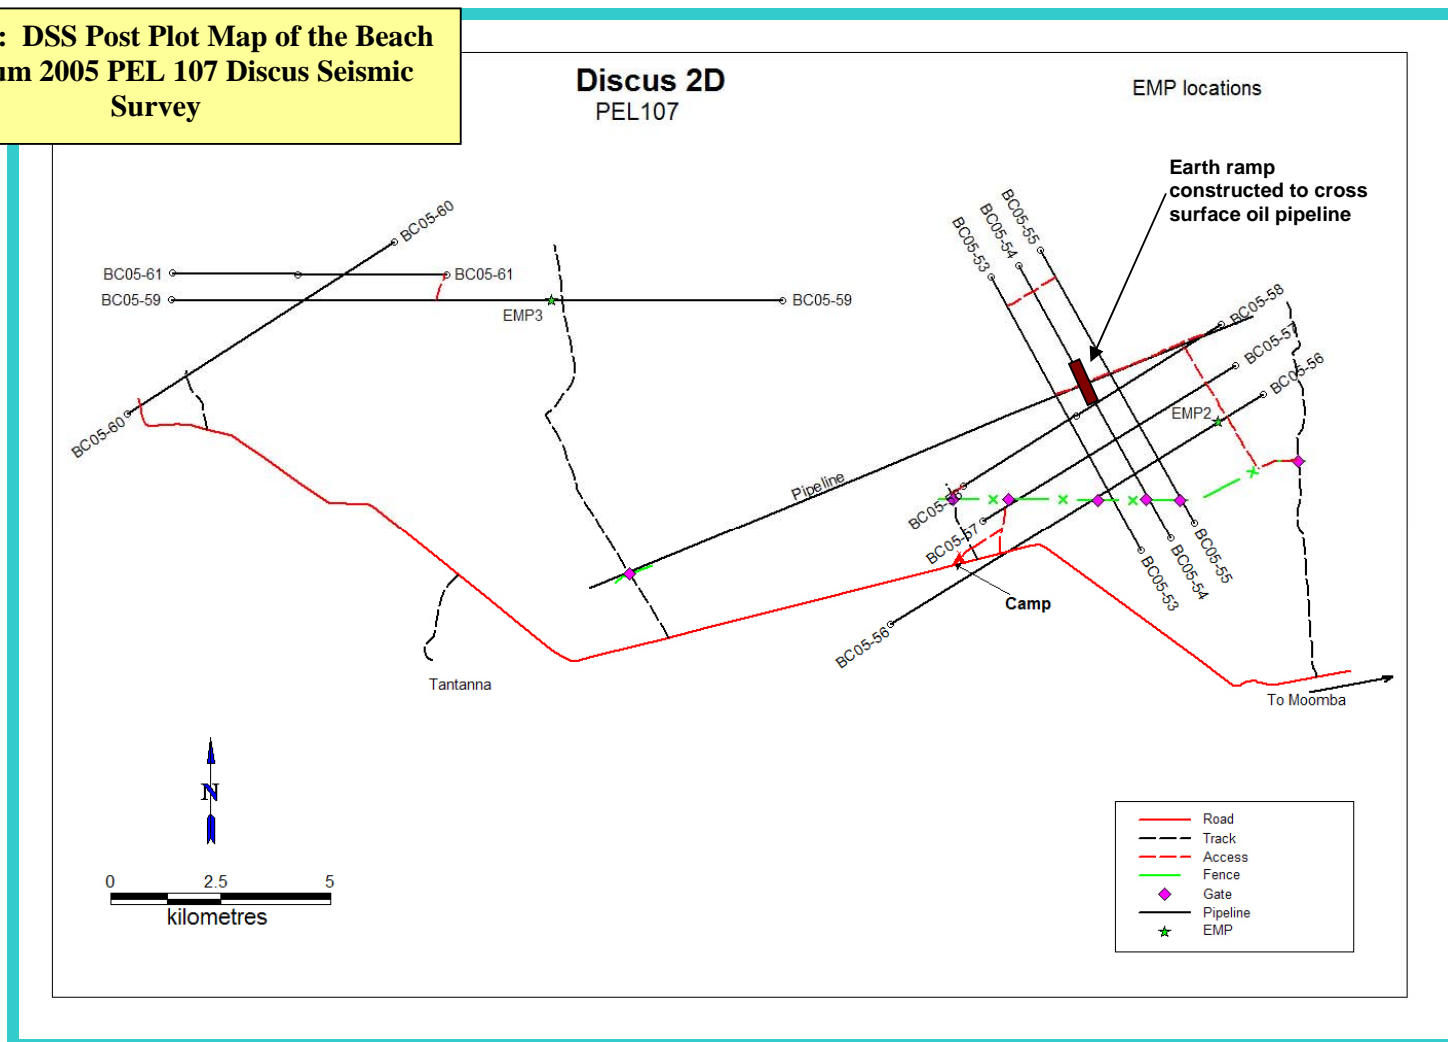 : DSS Post Plot Map of the Beach
um 2005 PEL 107 Discus Seismic
Survey
Discus 2D
PEL107
EMP locations
Earth ramp
constructed to cross
surface oil pipeline
BC05-60
BC05-61
BC05-61
BC05-59
BC05-59
EMP3
BC05-60
BC05-53
BC05-54
BC05-55
BC05-58
BC05-57
BC05-56
EMP2
Pipeline
BC05-58
BC05-57
BC05-56
BC05-55
BC05-54
BC05-53
Camp
Tantanna
To Moomba
N
0 2.5 5
kilometres
Road
Track
Access
Fence
Gate
Pipeline
EMP